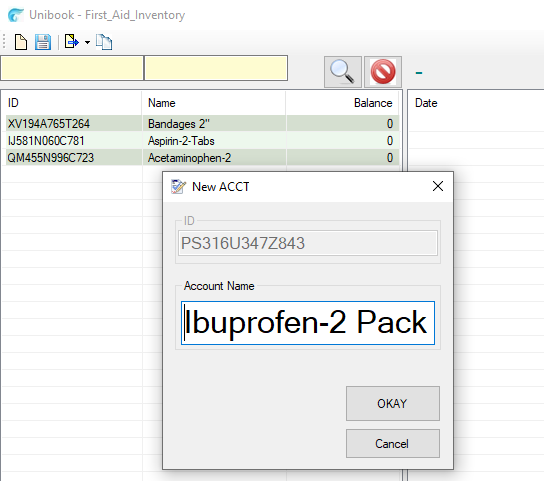 Unibook - First_Aid_Inventory
ID Name Balance Date
XV194A765T264 Bandages 2" 0
IJ581N060C781 Aspirin-2-Tabs 0
QM455N996C723 Acetaminophen-2 0
New ACCT
ID
PS316U347Z843
Account Name
Ibuprofen-2 Pack
OKAY
Cancel